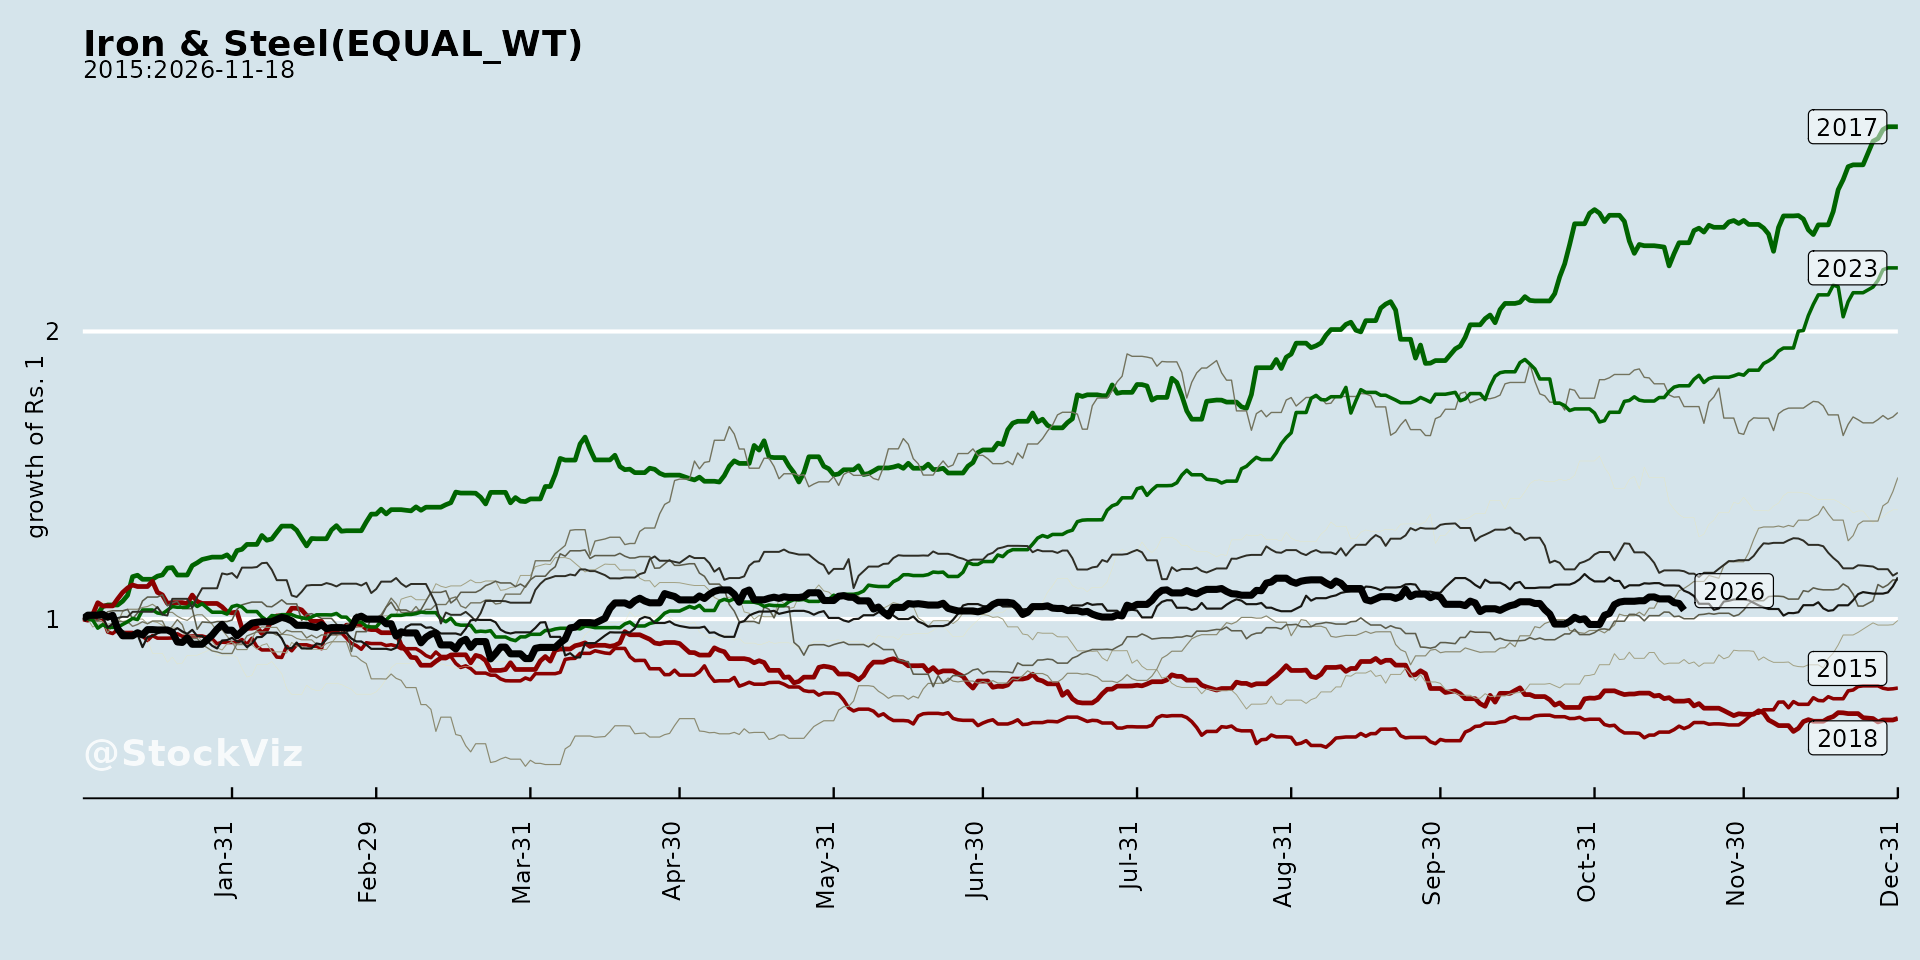 Iron & Steel(EQUAL_WT)
2015:2026-11-18
2017
2023
2
growth of Rs. 1
2026
1
2015
2018
@StockViz
Jan-31
Feb-29
Mar-31
Apr-30
May-31
Jun-30
Jul-31
Aug-31
Sep-30
Oct-31
Nov-30
Dec-31